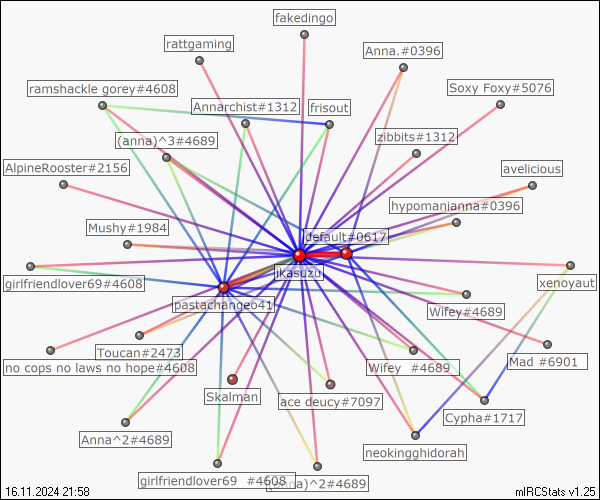 fakedingo
rattgaming
Anna.#0396
ramshackle gorey#4608
Soxy Foxy#5076
Annarchist#1312
frisout
(anna)^3#4689
zibbits#1312
AlpineRooster#2156
avelicious
hypomanianna#0396
Mushy#1984
default#0617
jkasuzu
girlfriendlover69#4608
xenoyaut
pastachangeo41
Wifey#4689
Toucan#2473
no cops no laws no hope#4608
Wifey #4689
Mad #6901
Skalman
ace deucy#7097
Cypha#1717
Anna^2#4689
neokingghidorah
girlfriendlover69 #4608
(anna)^2#4689
16.11.2024 21:58
mIRCStats v1.25